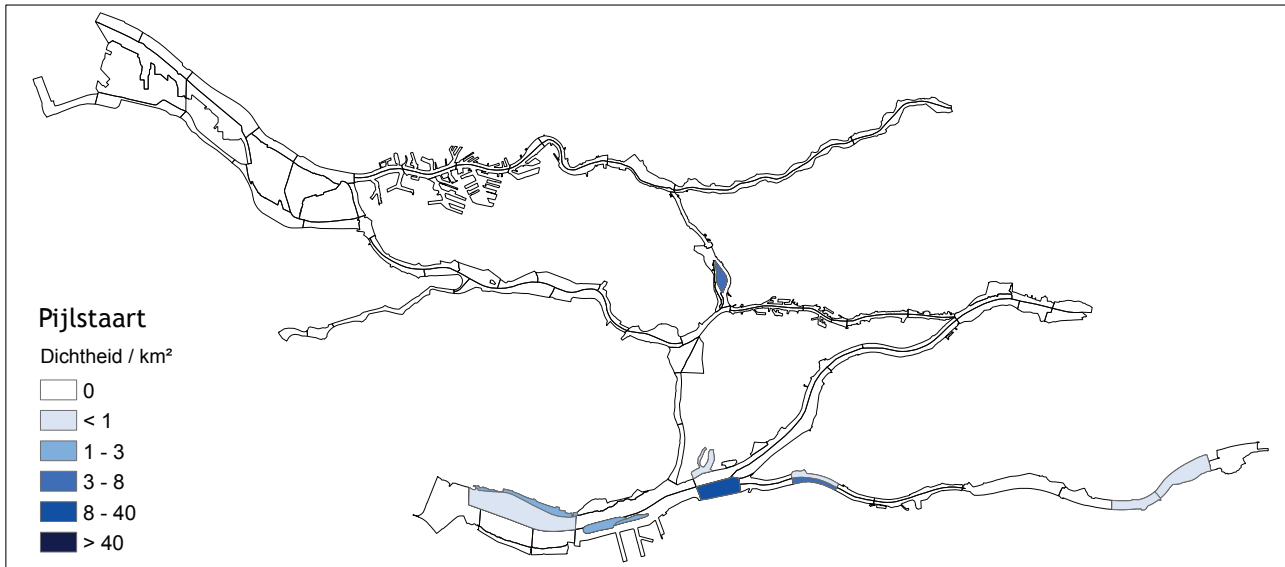 Pijlstaart
Dichtheid / km²
0
< 1
1 - 3
3 - 8
8 - 40
> 40